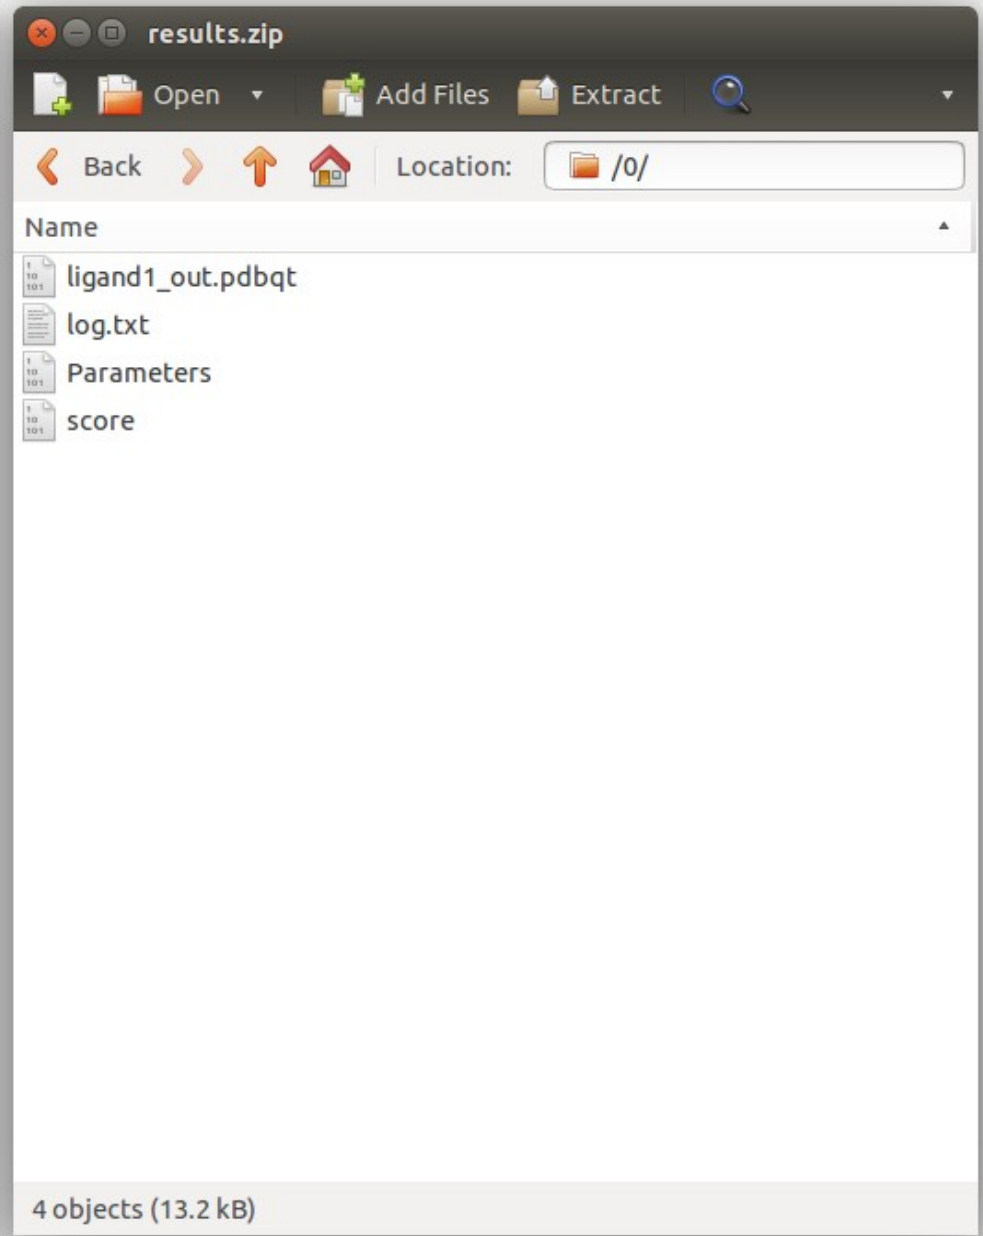 results.zip
Open Add Files Extract
Back Location: /0/
Name
ligand1_out.pdbqt
log.txt
Parameters
score
4 objects (13.2 kB)